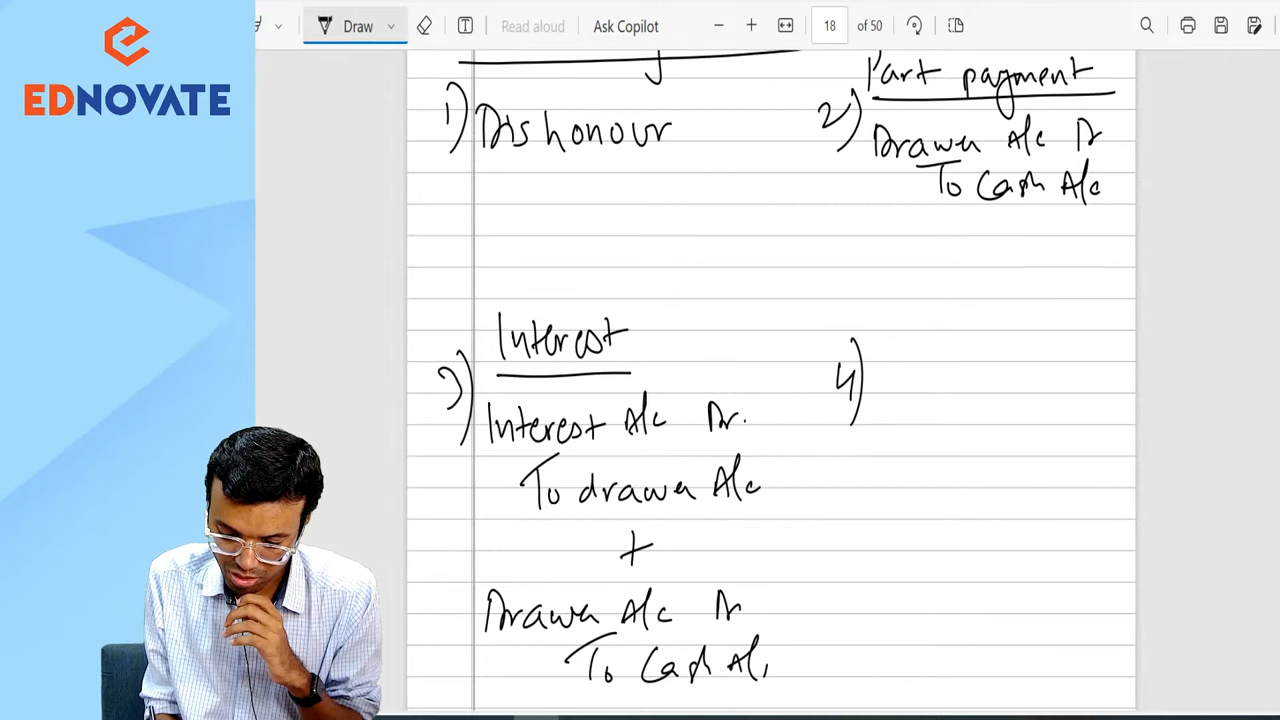 EDNOVATE
Draw
Read aloud
Ask Copilot
18 of 50
1) Dishonour
Part payment
2) Drawer A/c Dr
To Cash A/c
Interest
3) Interest A/c Dr.
To drawer A/c
+
Drawer A/c Dr
To Cash A/c
4)